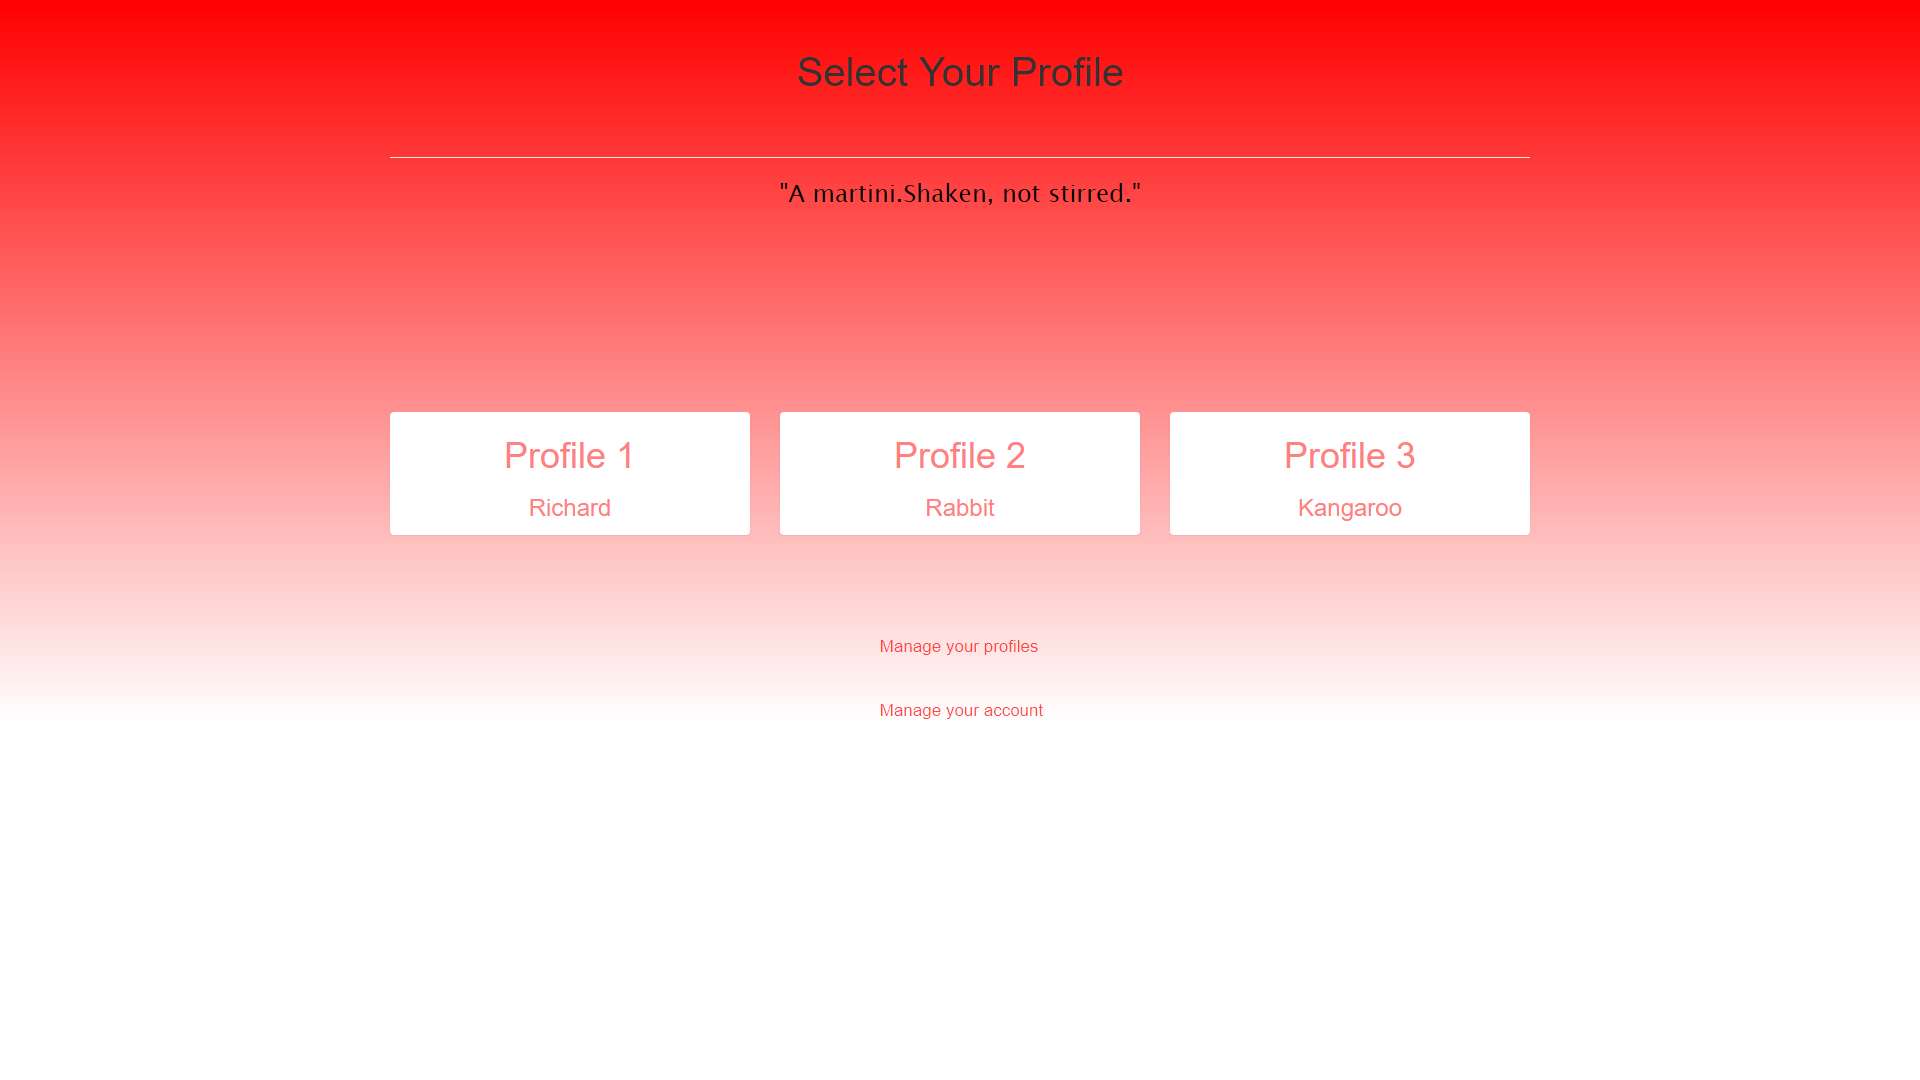 Select Your Profile
"A martini.Shaken, not stirred."
Profile 1
Richard
Profile 2
Rabbit
Profile 3
Kangaroo
Manage your profiles
Manage your account